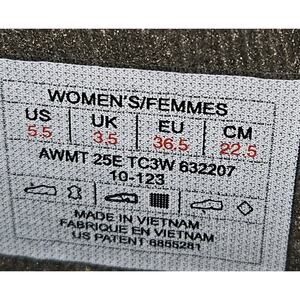 WOMEN'S/FEMMES
US UK EU CM
5.5 3.5 36.5 22.5
AWMT 25E TC3W 632207
10-123
MADE IN VIETNAM
FABRIQUE EN VIETNAM
US PATENT 6855281